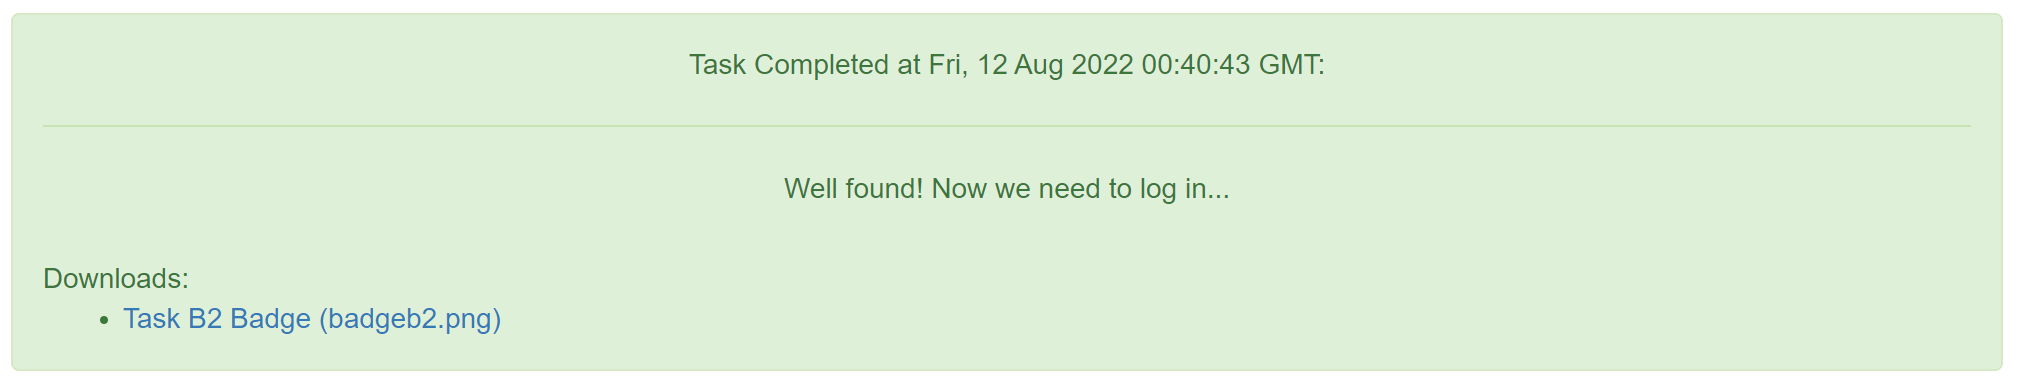 Task Completed at Fri, 12 Aug 2022 00:40:43 GMT:
Well found! Now we need to log in...
Downloads:
• Task B2 Badge (badgeb2.png)